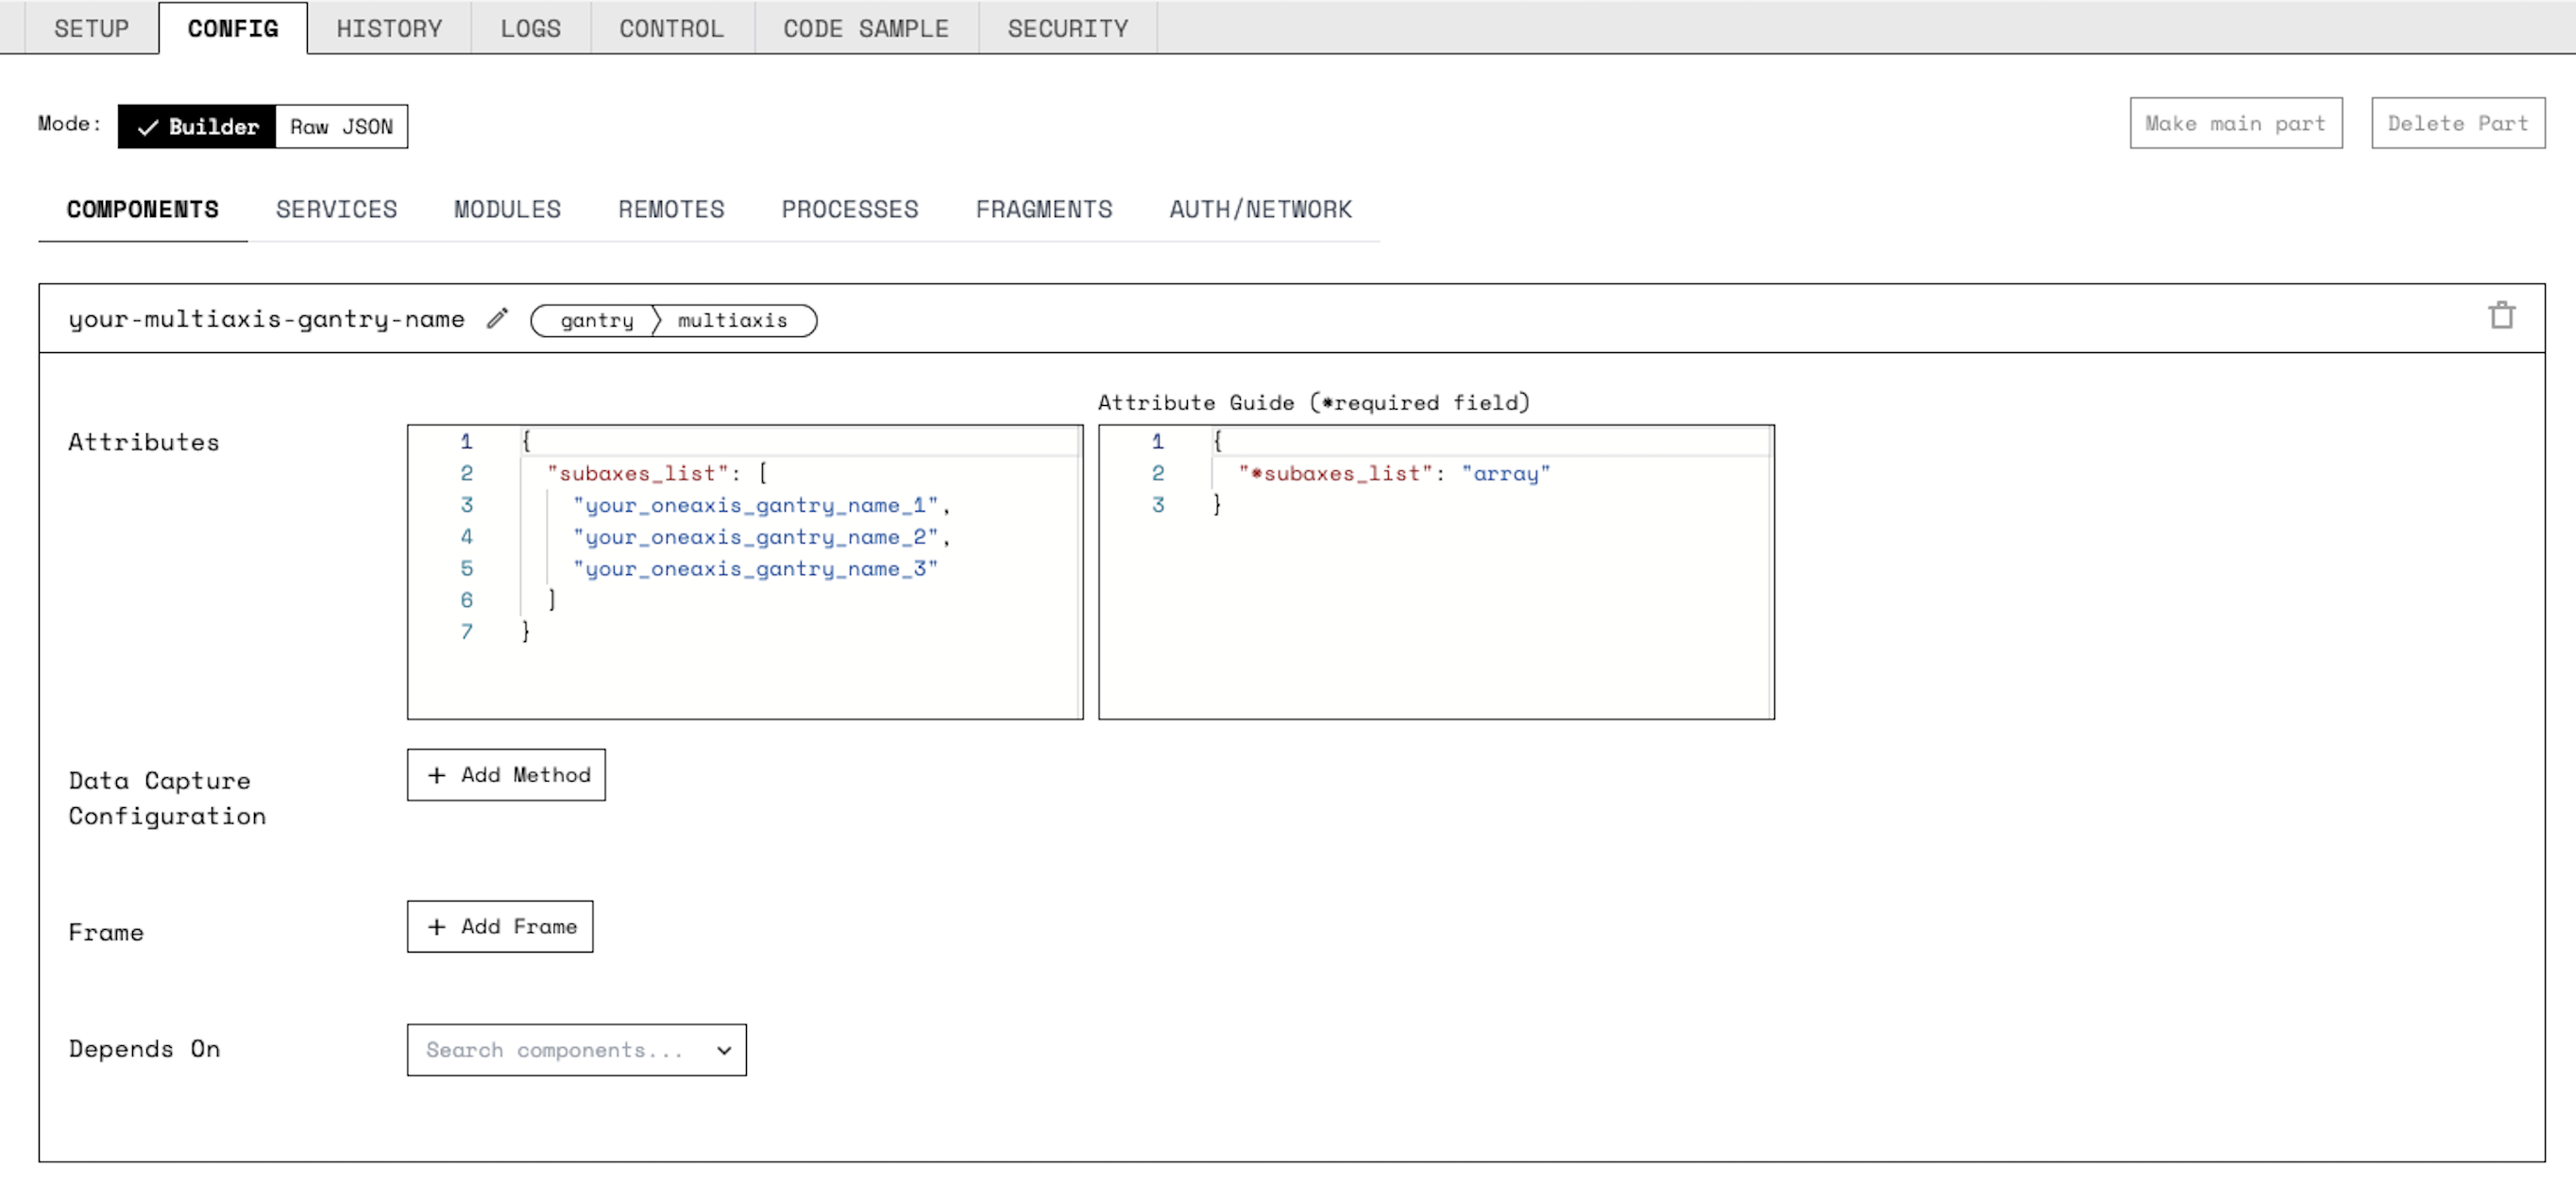 SETUP CONFIG HISTORY LOGS CONTROL CODE SAMPLE SECURITY
Mode: Builder Raw JSON Make main part Delete Part
COMPONENTS SERVICES MODULES REMOTES PROCESSES FRAGMENTS AUTH/NETWORK
your-multiaxis-gantry-name gantry multiaxis
Attribute Guide (*required field)
Attributes
1 {
2 "subaxes_list": [
3 "your_oneaxis_gantry_name_1",
4 "your_oneaxis_gantry_name_2",
5 "your_oneaxis_gantry_name_3"
6 ]
7 }
1 {
2 "*subaxes_list": "array"
3 }
Data Capture
Configuration
+ Add Method
Frame
+ Add Frame
Depends On
Search components...